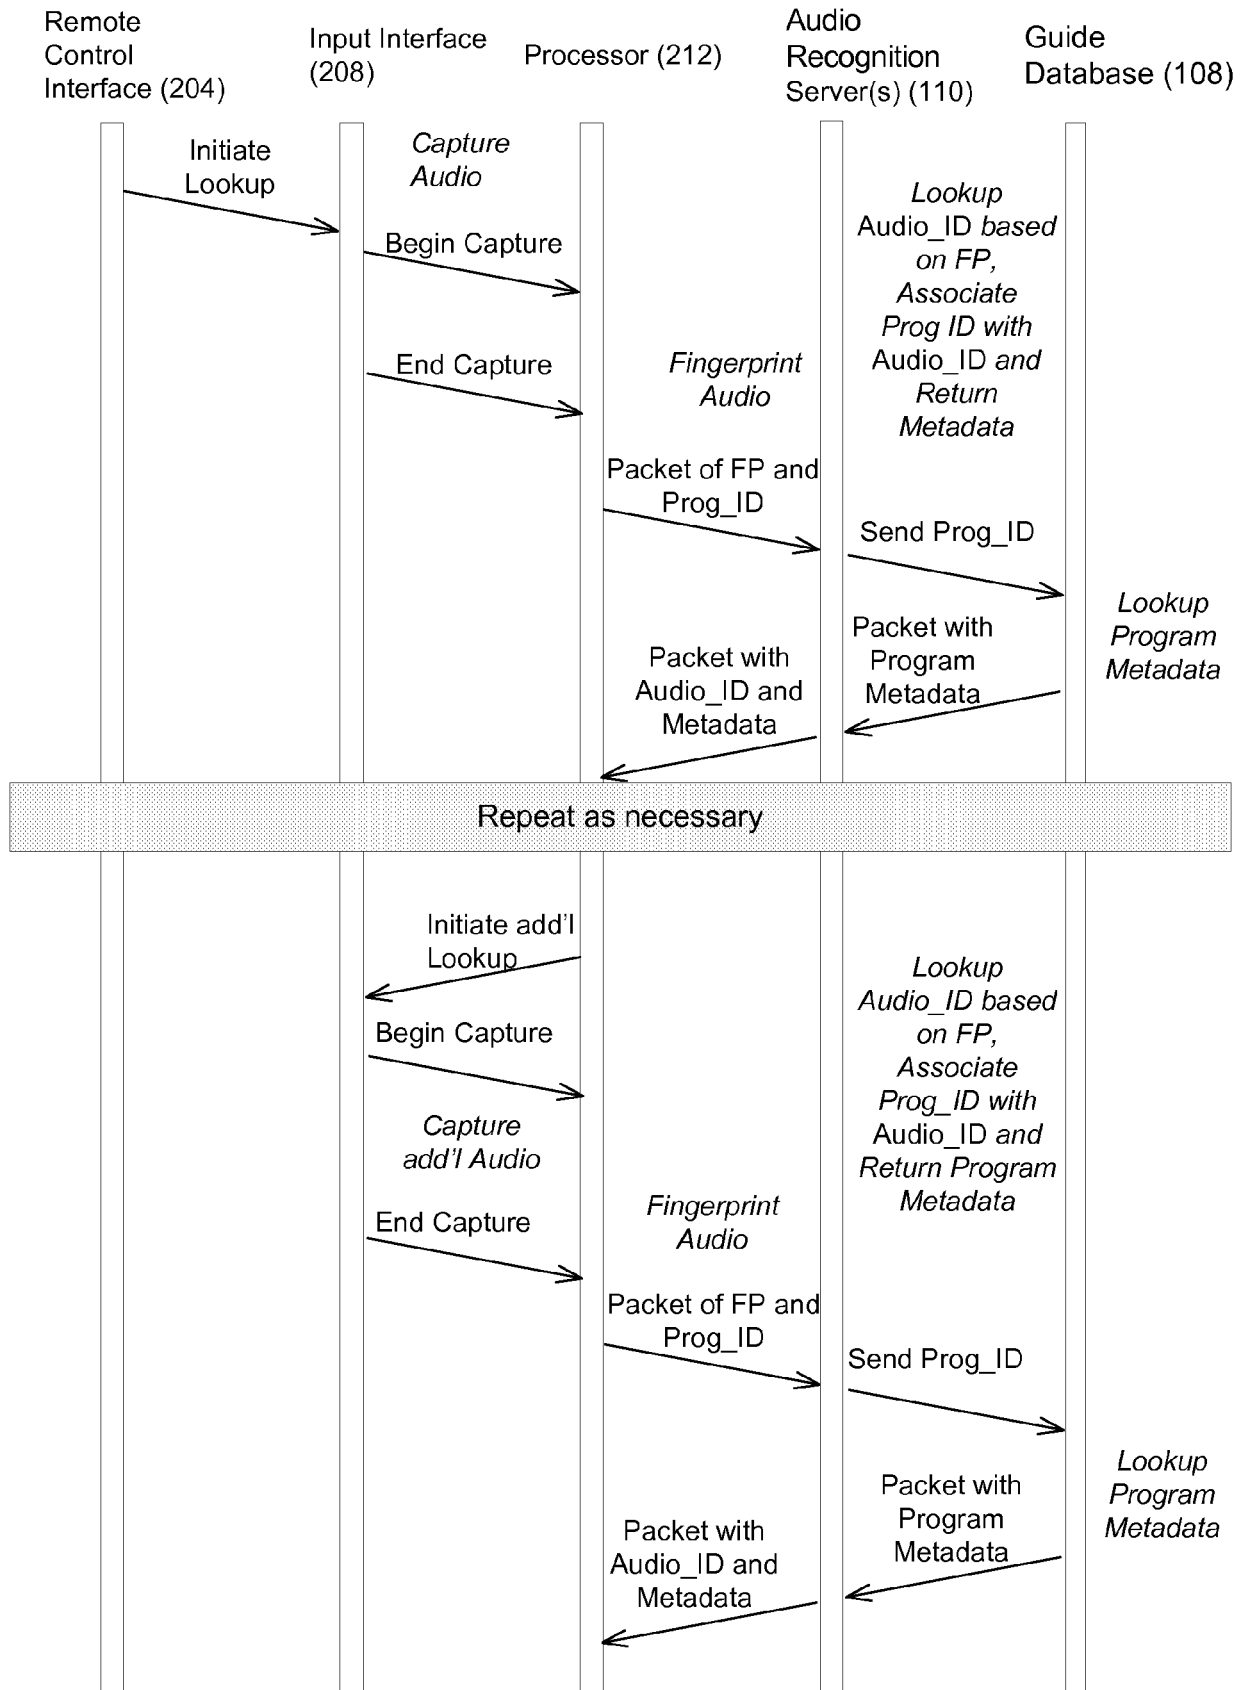 Remote
Control
Interface (204)
Input Interface
(208)
Processor (212)
Audio
Recognition
Server(s) (110)
Guide
Database (108)
Initiate
Lookup
Capture
Audio
Begin Capture
Lookup
Audio_ID based
on FP,
Associate
Prog ID with
Audio_ID and
Return
Metadata
End Capture
Fingerprint
Audio
Packet of FP and
Prog_ID
Send Prog_ID
Lookup
Program
Metadata
Packet with
Program
Metadata
Packet with
Audio_ID and
Metadata
Repeat as necessary
Initiate add'l
Lookup
Lookup
Audio_ID based
on FP,
Associate
Prog_ID with
Audio_ID and
Return Program
Metadata
Begin Capture
Capture
add'l Audio
End Capture
Fingerprint
Audio
Packet of FP and
Prog_ID
Send Prog_ID
Lookup
Program
Metadata
Packet with
Program
Metadata
Packet with
Audio_ID and
Metadata